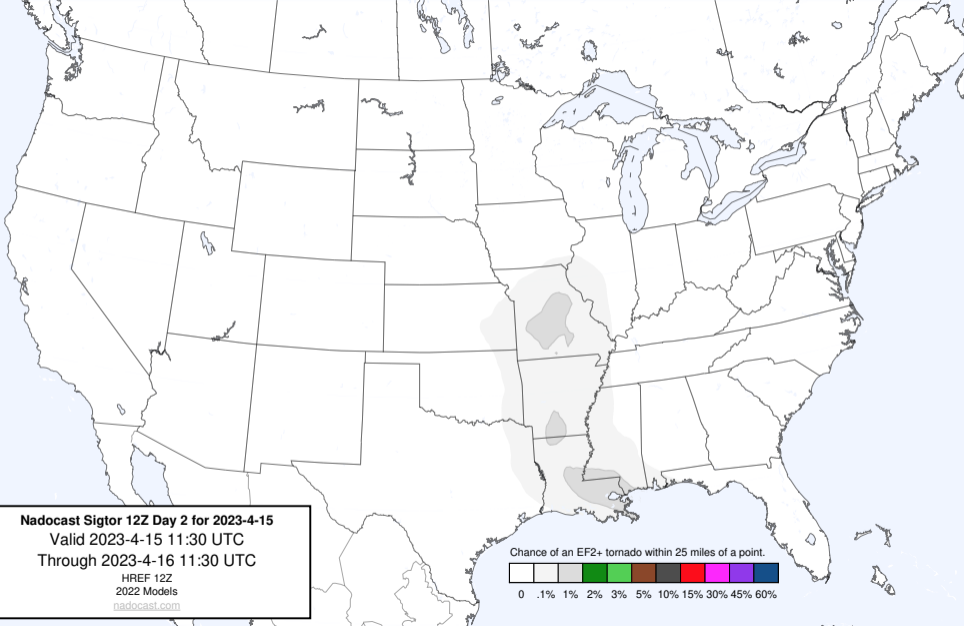 Nadocast Sigtor 12Z Day 2 for 2023-4-15
Valid 2023-4-15 11:30 UTC
Through 2023-4-16 11:30 UTC
HREF 12Z
2022 Models
nadocast.com
Chance of an EF2+ tornado within 25 miles of a point.
0 .1% 1% 2% 3% 5% 10% 15% 30% 45% 60%